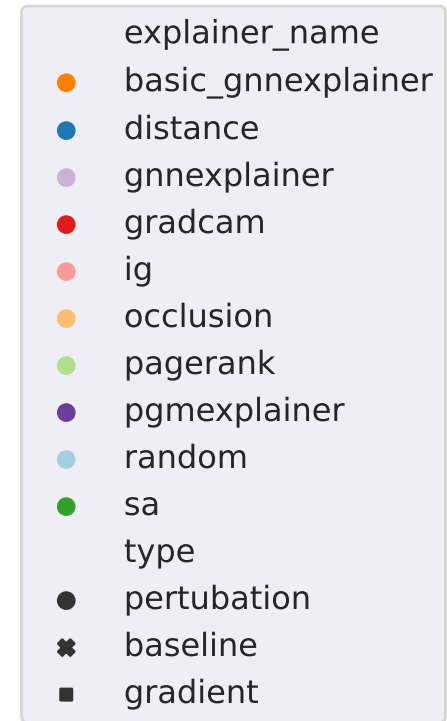 explainer_name
basic_gnnexplainer
distance
gnnexplainer
gradcam
ig
occlusion
pagerank
pgmexplainer
random
sa
type
pertubation
baseline
gradient